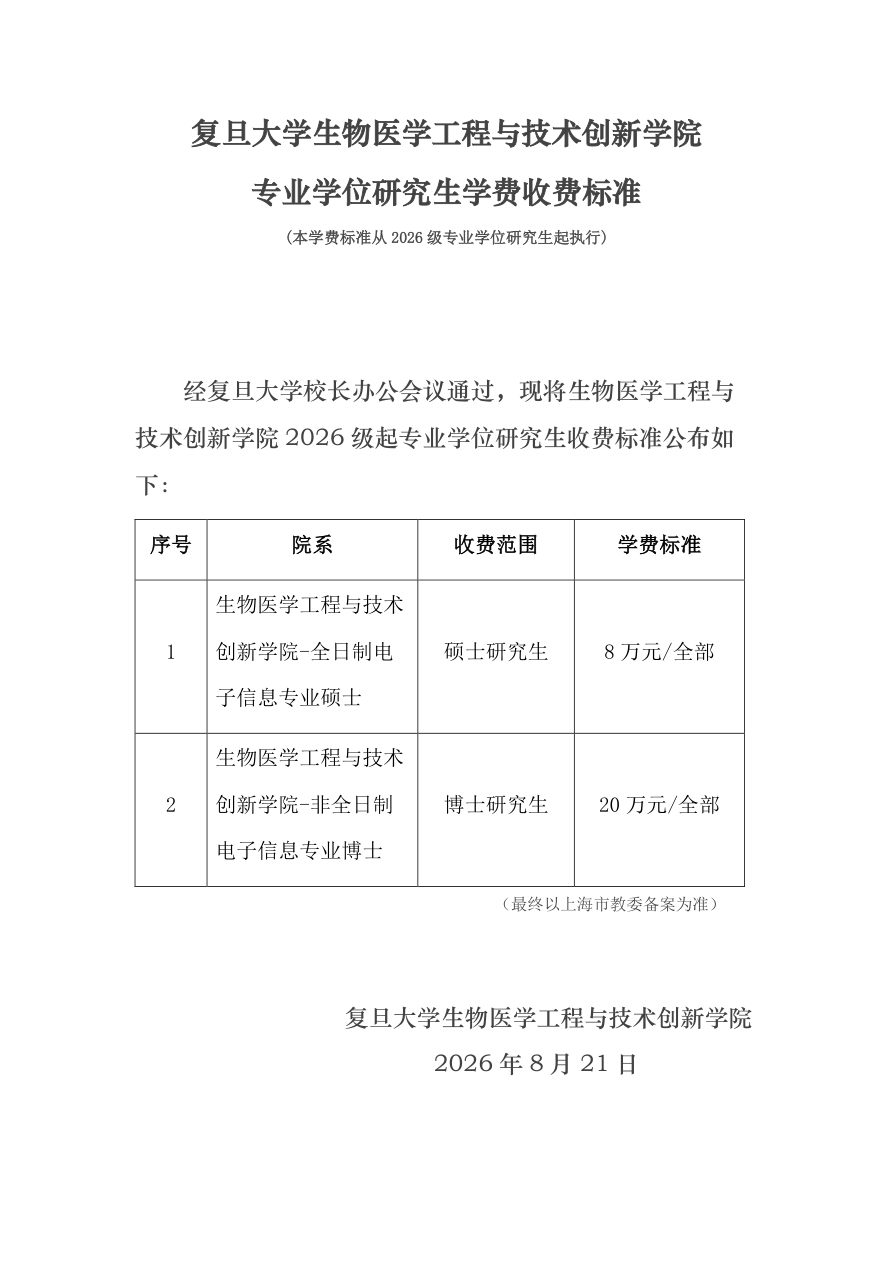 复旦大学生物医学工程与技术创新学院
专业学位研究生学费收费标准
(本学费标准从 2026 级专业学位研究生起执行)
经复旦大学校长办公会议通过，现将生物医学工程与
技术创新学院 2026 级起专业学位研究生收费标准公布如
下：
序号 院系 收费范围 学费标准
生物医学工程与技术
1 创新学院-全日制电 硕士研究生 8 万元/全部
子信息专业硕士
生物医学工程与技术
2 创新学院-非全日制 博士研究生 20 万元/全部
电子信息专业博士
（最终以上海市教委备案为准）
复旦大学生物医学工程与技术创新学院
2026 年 8 月 21 日